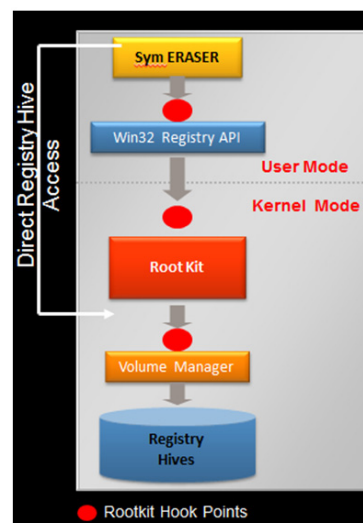 Sym ERASER
Win32 Registry API
User Mode
Kernel Mode
Direct Registry Hive
Access
Root Kit
Volume Manager
Registry
Hives
Rootkit Hook Points